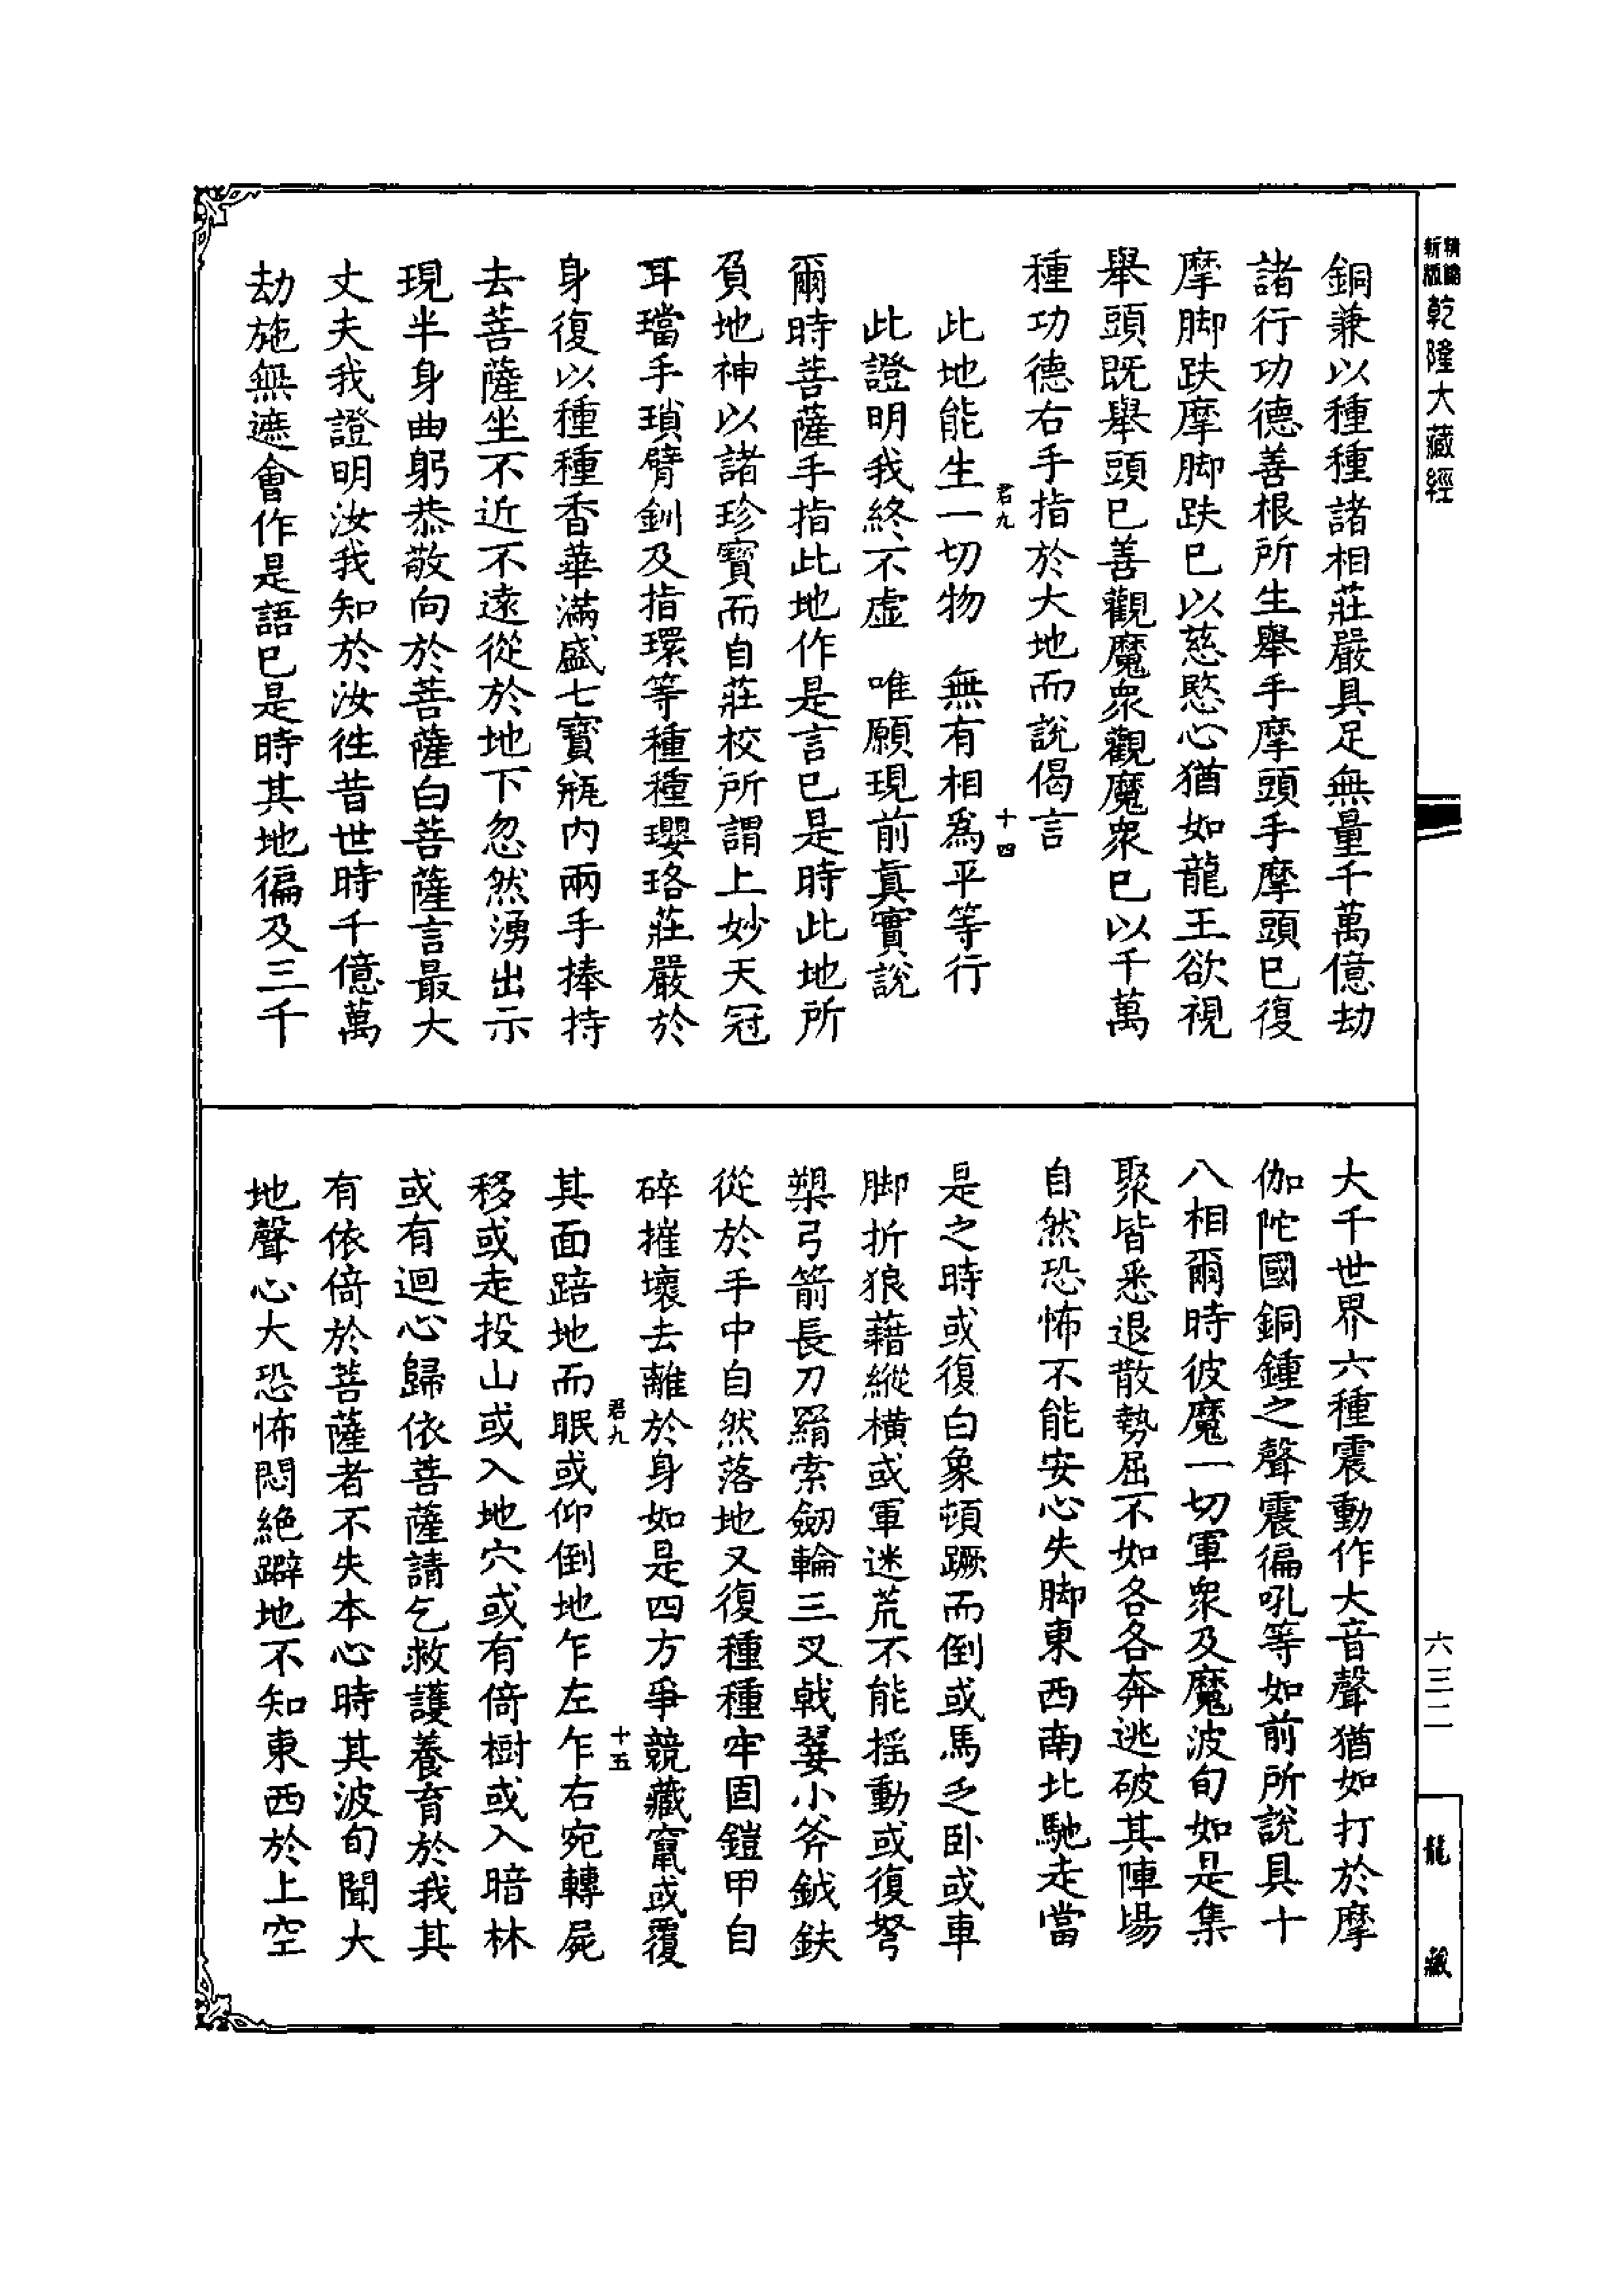 新版
精縮
乾隆大藏經
六三二
龍藏
銅兼以種種諸相莊嚴具足無量千萬億劫
諸行功德善根所生舉手摩頭手摩頭已復
摩脚趺摩脚趺已以慈愍心猶如龍王欲視
舉頭既舉頭已善觀魔衆觀魔衆已以千萬
種功德右手指於大地而說偈言
君九
十四
此地能生一切物　無有相爲平等行
此證明我終不虛　唯願現前眞實說
爾時菩薩手指此地作是言已是時此地所
負地神以諸珍寶而自莊校所謂上妙天冠
耳璫手瑣臂釧及指環等種種瓔珞莊嚴於
身復以種種香華滿盛七寶瓶內兩手捧持
去菩薩坐不近不遠從於地下忽然湧出示
現半身曲躬恭敬向於菩薩白菩薩言最大
丈夫我證明汝我知於汝徃昔世時千億萬
劫施無遮會作是語已是時其地徧及三千
大千世界六種震動作大音聲猶如打於摩
伽陀國銅鍾之聲震徧吼等如前所說具十
八相爾時彼魔一切軍衆及魔波旬如是集
聚皆悉退散勢屈不如各各奔逃破其陣場
自然恐怖不能安心失脚東西南北馳走當
是之時或復白象頓蹶而倒或馬乏卧或車
脚折狼藉縱橫或軍迷荒不能摇動或復弩
槊弓箭長刀羂索劒輪三叉戟翣小斧鉞鈇
從於手中自然落地又復種種牢固鎧甲自
碎摧壞去離於身如是四方爭競藏竄或覆
君九
十五
其面踣地而眠或仰倒地乍左乍右宛轉屍
移或走投山或入地穴或有倚樹或入暗林
或有迴心歸依菩薩請乞救護養育於我其
有依倚於菩薩者不失本心時其波旬聞大
地聲心大恐怖悶絕躃地不知東西於上空